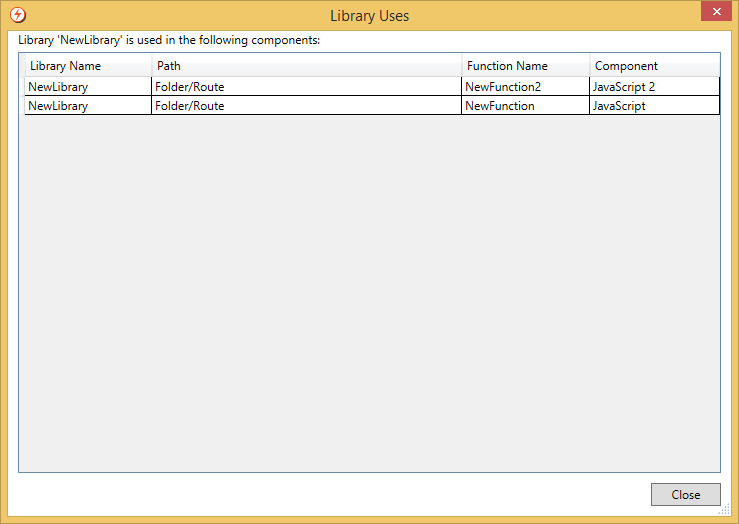 Library Uses
Library 'NewLibrary' is used in the following components:
Library Name Path Function Name Component
NewLibrary Folder/Route NewFunction2 JavaScript 2
NewLibrary Folder/Route NewFunction JavaScript
Close